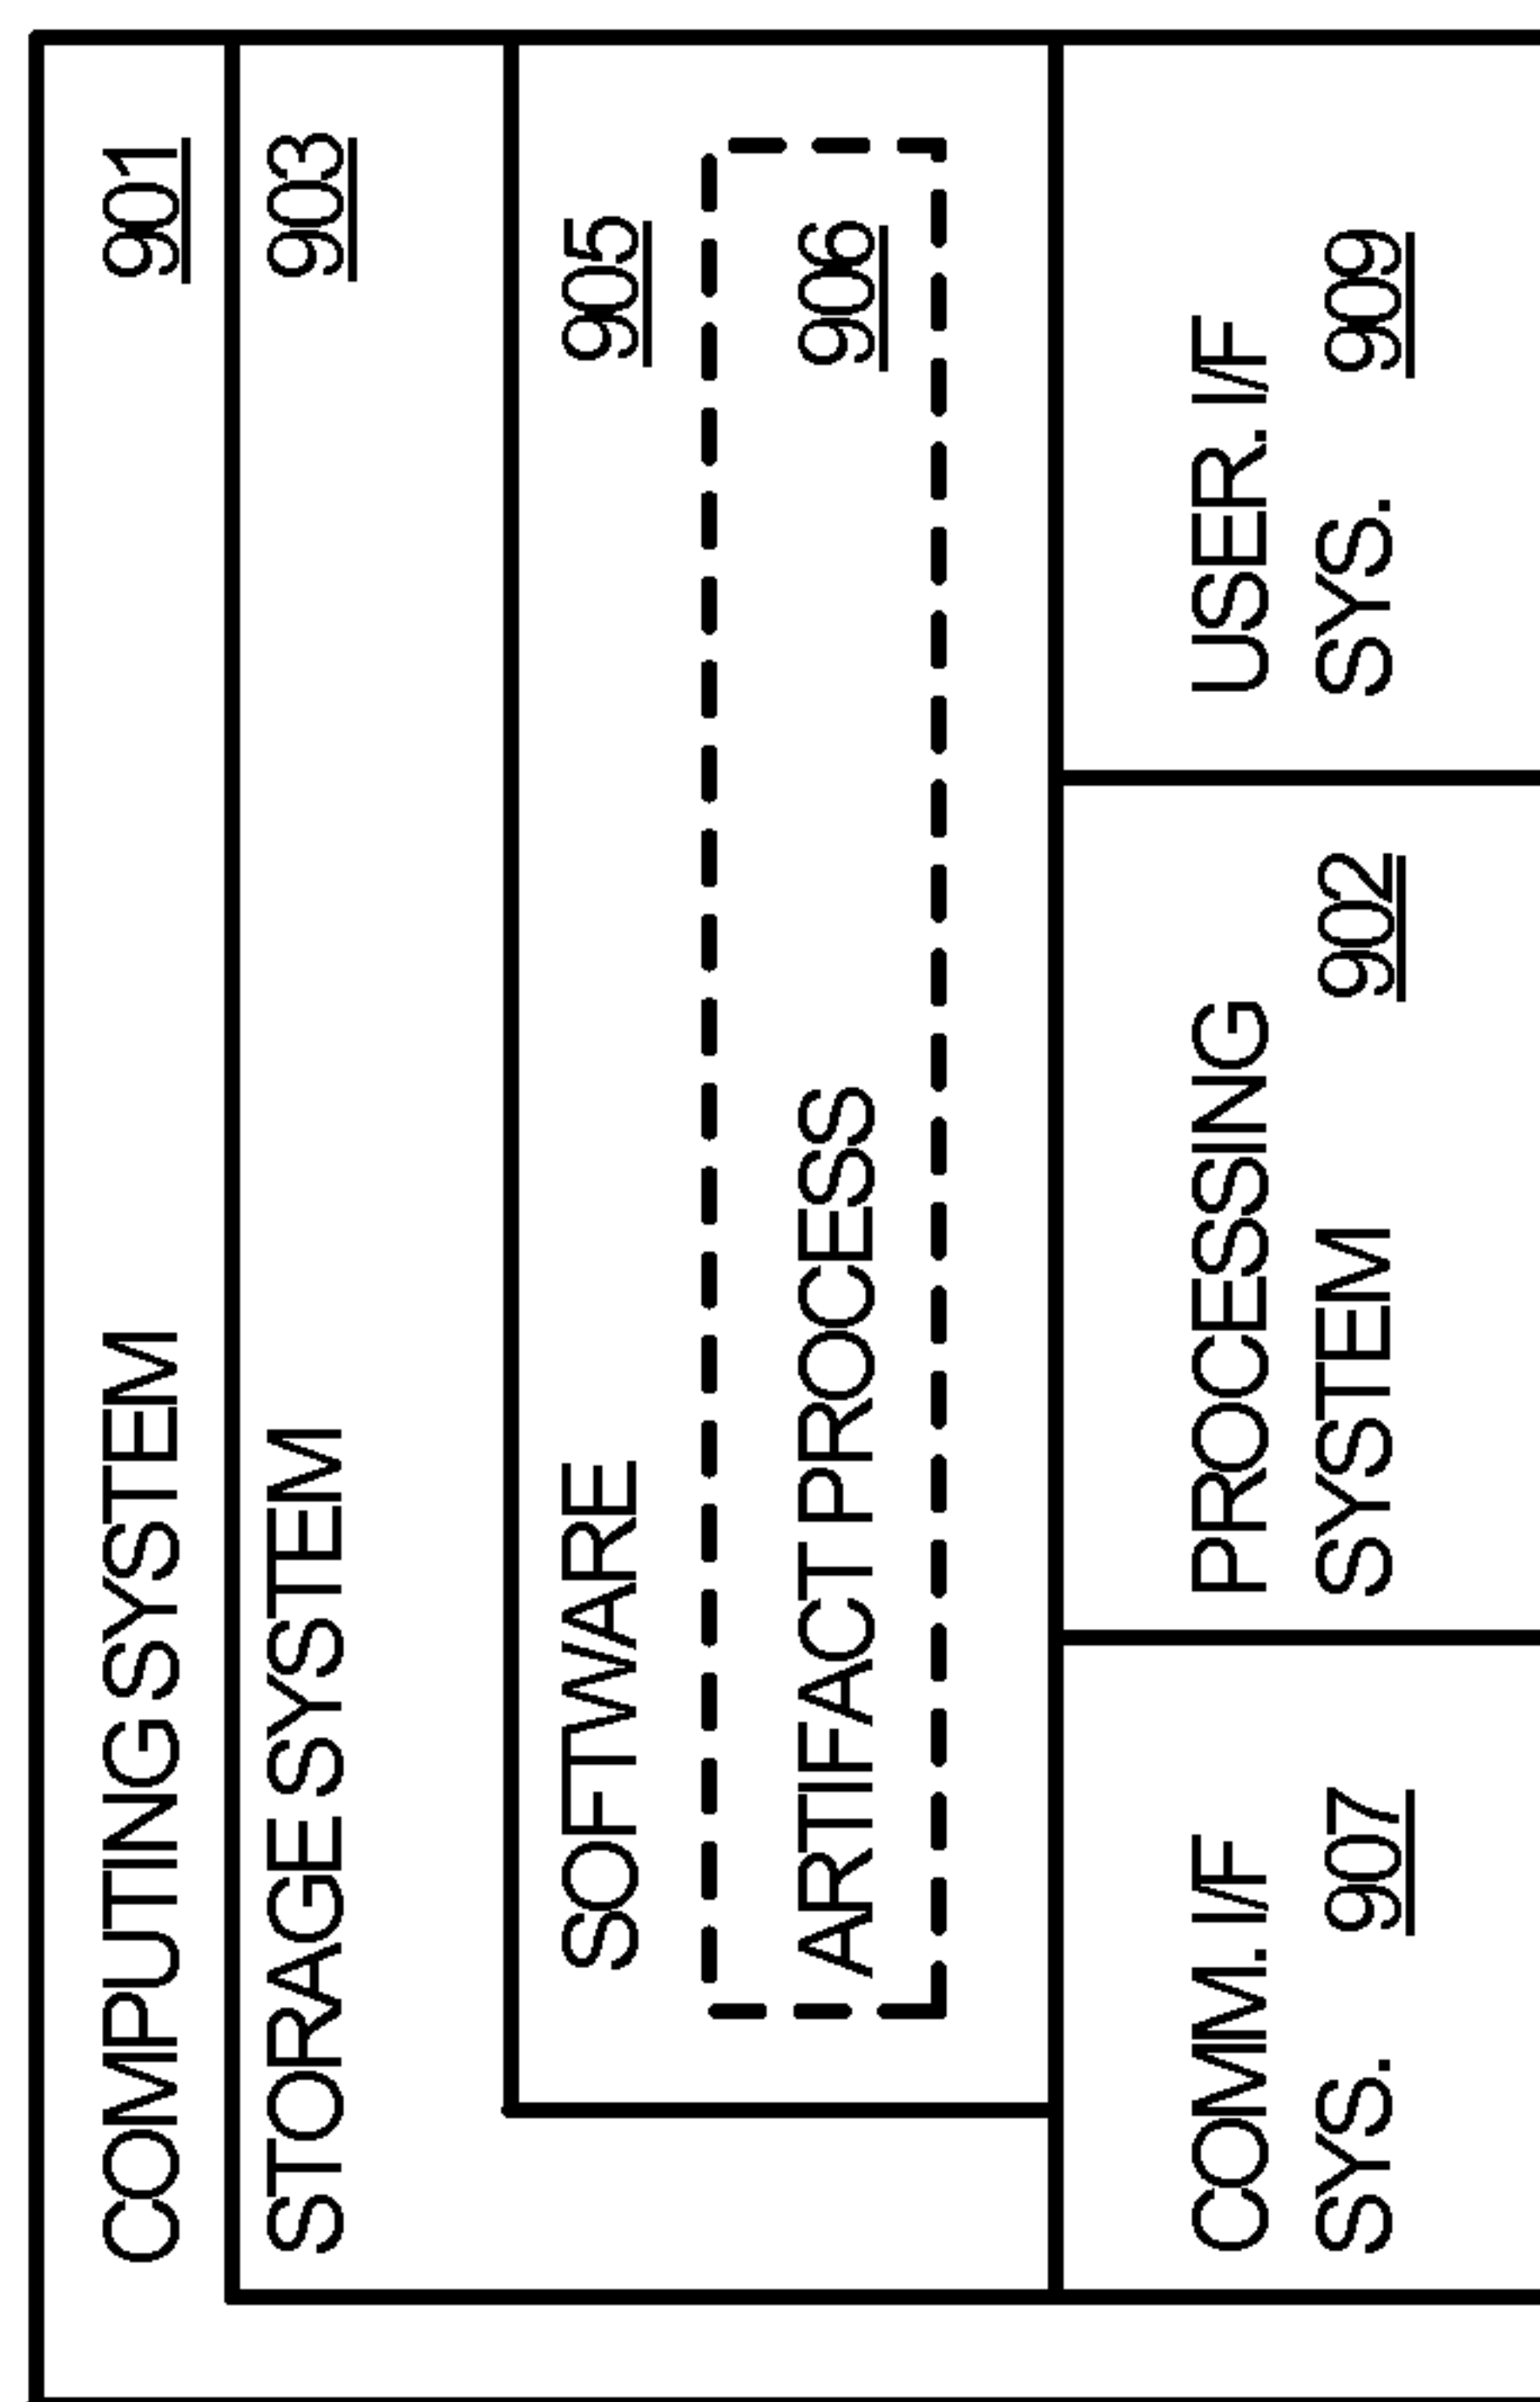 COMPUTING SYSTEM 901
STORAGE SYSTEM 903
SOFTWARE 905
ARTIFACT PROCESS 906
COMM. I/F
SYS. 907
PROCESSING
SYSTEM 902
USER. I/F
SYS. 909